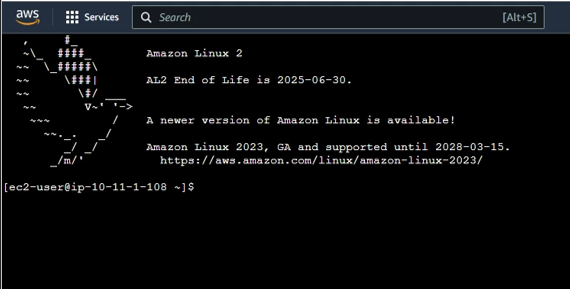 aws Services Search [Alt+S]
, #_
~\_ ####_ Amazon Linux 2
~~ \_#####\
~~ \###| AL2 End of Life is 2025-06-30.
~~ \#/ ___
~~ V~' '->
~~~ / A newer version of Amazon Linux is available!
~~._. _/
_/ _/ Amazon Linux 2023, GA and supported until 2028-03-15.
_/m/' https://aws.amazon.com/linux/amazon-linux-2023/
[ec2-user@ip-10-11-1-108 ~]$